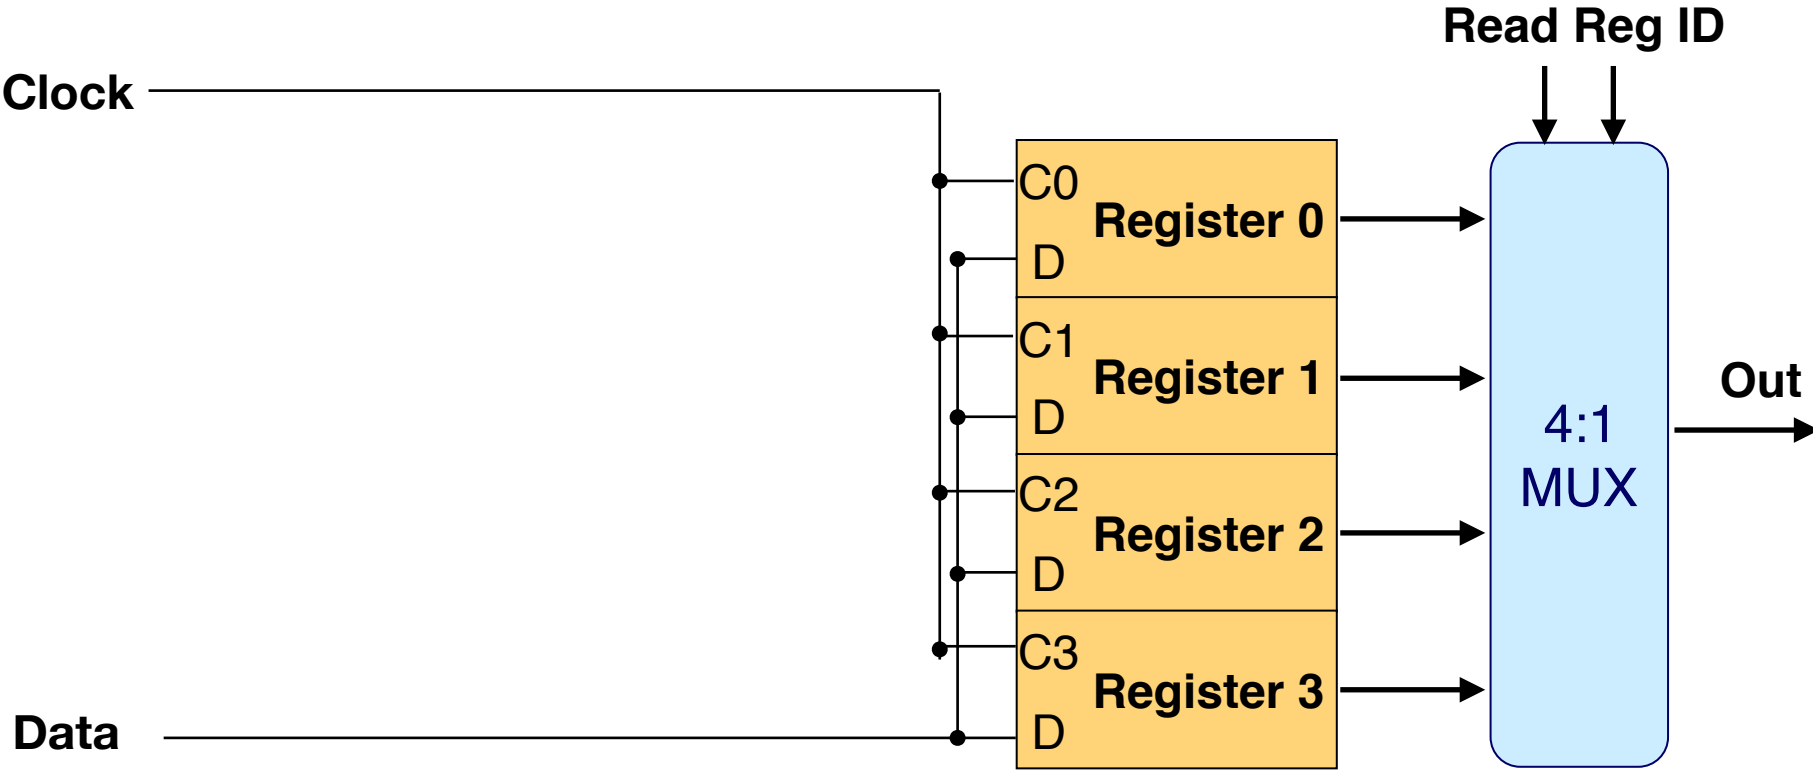 Read Reg ID
Clock
C0
Register 0
D
C1
Register 1
D
Out
4:1
MUX
C2
Register 2
D
C3
Register 3
D
Data